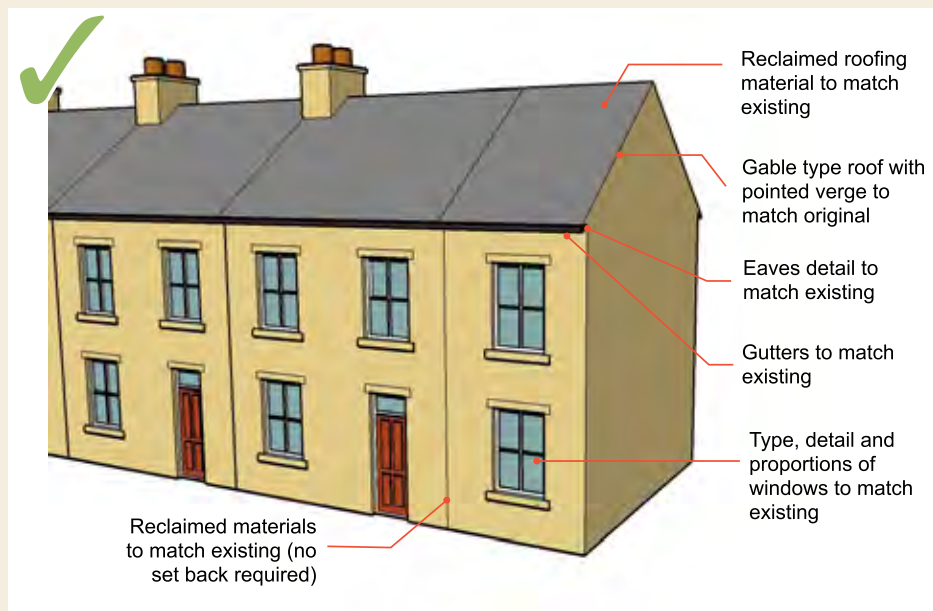 Reclaimed roofing
material to match
existing
Gable type roof with
pointed verge to
match original
Eaves detail to
match existing
Gutters to match
existing
Type, detail and
proportions of
windows to match
existing
Reclaimed materials
to match existing (no
set back required)